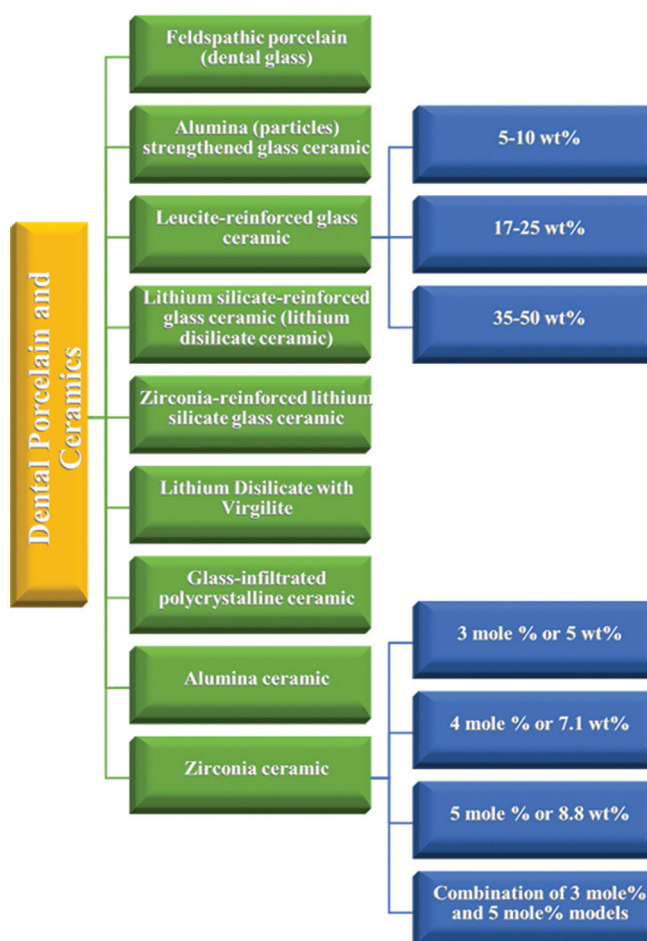 Dental Porcelain and
Ceramics
Feldspathic porcelain
(dental glass)
Alumina (particles)
strengthened glass ceramic
Leucite-reinforced glass
ceramic
5-10 wt%
17-25 wt%
35-50 wt%
Lithium silicate-reinforced
glass ceramic (lithium
disilicate ceramic)
Zirconia-reinforced lithium
silicate glass ceramic
Lithium Disilicate with
Virgilite
Glass-infiltrated
polycrystalline ceramic
Alumina ceramic
Zirconia ceramic
3 mole % or 5 wt%
4 mole % or 7.1 wt%
5 mole % or 8.8 wt%
Combination of 3 mole%
and 5 mole% models